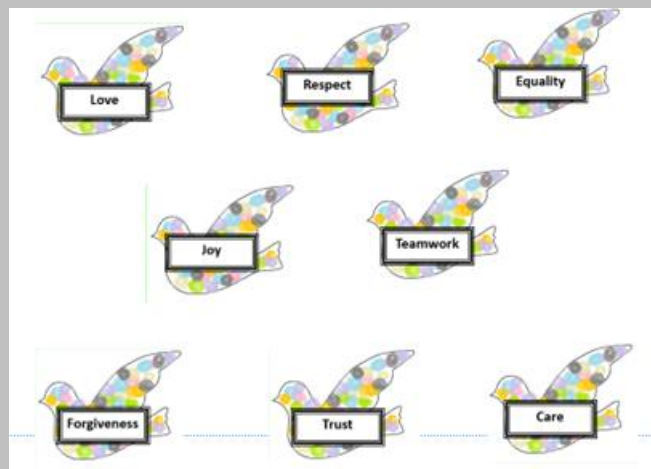 Love
Respect
Equality
Joy
Teamwork
Forgiveness
Trust
Care